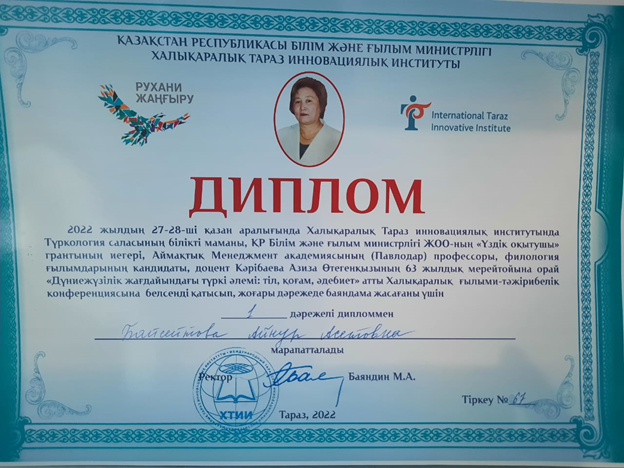 ҚАЗАҚСТАН РЕСПУБЛИКАСЫ БІЛІМ ЖӘНЕ ҒЫЛЫМ МИНИСТРЛІГІ
ХАЛЫҚАРАЛЫҚ ТАРАЗ ИННОВАЦИЯЛЫҚ ИНСТИТУТЫ
РУХАНИ
ЖАҢҒЫРУ
International Taraz
Innovative Institute
ДИПЛОМ
2022 жылдың 27-28-ші қазан аралығында Халықаралық Тараз инновациялық институтында
Түркология саласының білікті маманы, ҚР Білім және ғылым министрлігі ЖОО-ның «Үздік оқытушы»
грантының иегері, Аймақтық Менеджмент академиясының (Павлодар) профессоры, филология
ғылымдарының кандидаты, доцент Кәрібаева Азиза Өтегенқызының 63 жылдық мерейтойына орай
«Дүниежүзілік жағдайындағы түркі әлемі: тіл, қоғам, әдебиет» атты Халықаралық ғылыми-тәжірибелік
конференциясына белсенді қатысып, жоғары дәрежеде баяндама жасағаны үшін
1 дәрежелі дипломмен
Айнур Асетовна
марапатталады
Ректор Баяндин М.А.
ХТИИ
Тіркеу № 67
Тараз, 2022